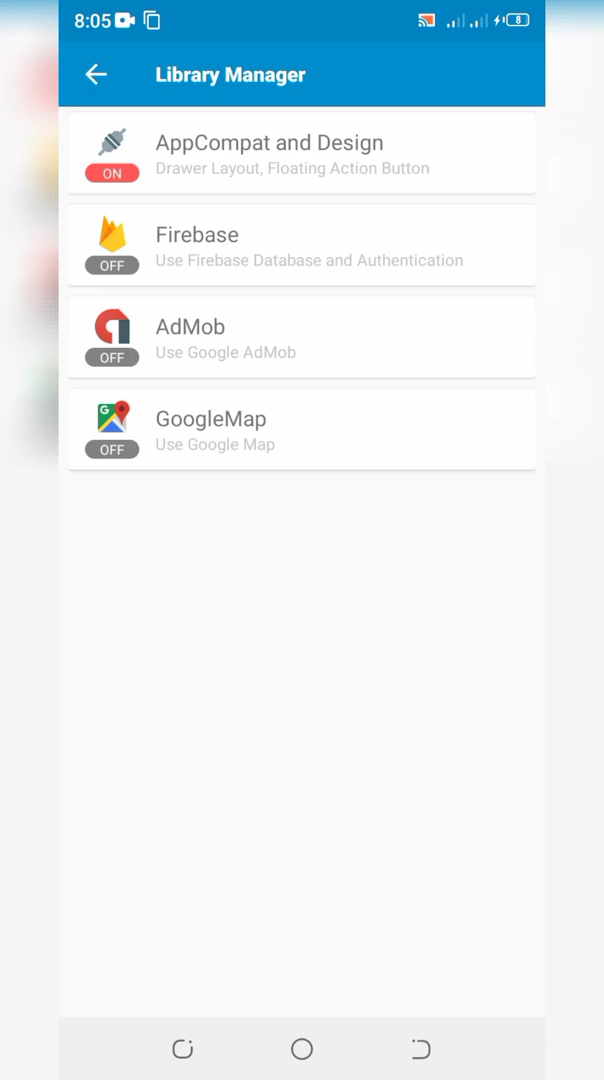 8:05
8
Library Manager
AppCompat and Design
Drawer Layout, Floating Action Button
ON
Firebase
Use Firebase Database and Authentication
OFF
AdMob
Use Google AdMob
OFF
G
GoogleMap
Use Google Map
OFF